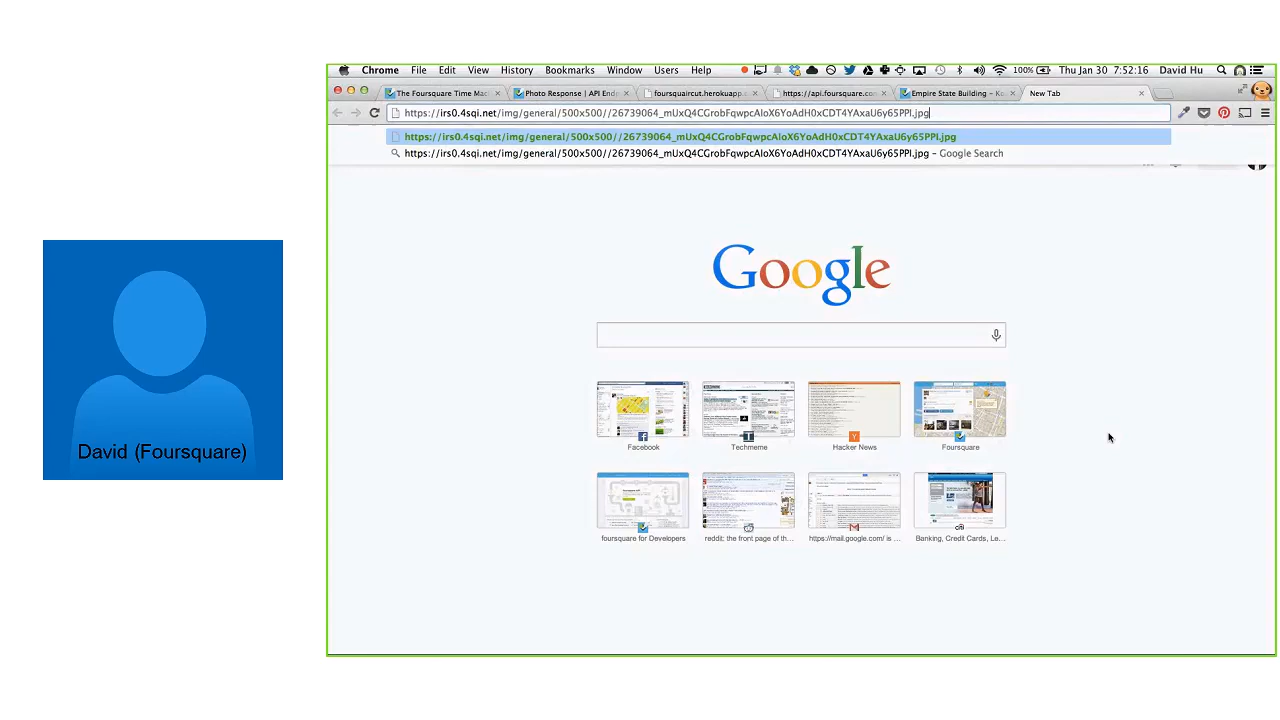 David (Foursquare)
Chrome File Edit View History Bookmarks Window Users Help 100% Thu Jan 30 7:52:16 David Hu
The Foursquare Time Mac Photo Response | API Endp foursquaircut.herokuapp. https://api.foursquare.com Empire State Building – Ko New Tab
https://irs0.4sqi.net/img/general/500x500//26739064_mUxQ4CGrobFqwpcAIoX6YoAdH0xCDT4YAxaU6y65PPI.jpg
https://irs0.4sqi.net/img/general/500x500//26739064_mUxQ4CGrobFqwpcAIoX6YoAdH0xCDT4YAxaU6y65PPI.jpg
https://irs0.4sqi.net/img/general/500x500//26739064_mUxQ4CGrobFqwpcAIoX6YoAdH0xCDT4YAxaU6y65PPI.jpg – Google Search
Google
Facebook Techmeme Hacker News Foursquare
foursquare for Developers reddit: the front page of th... https://mail.google.com/ is ... Banking, Credit Cards, Le...